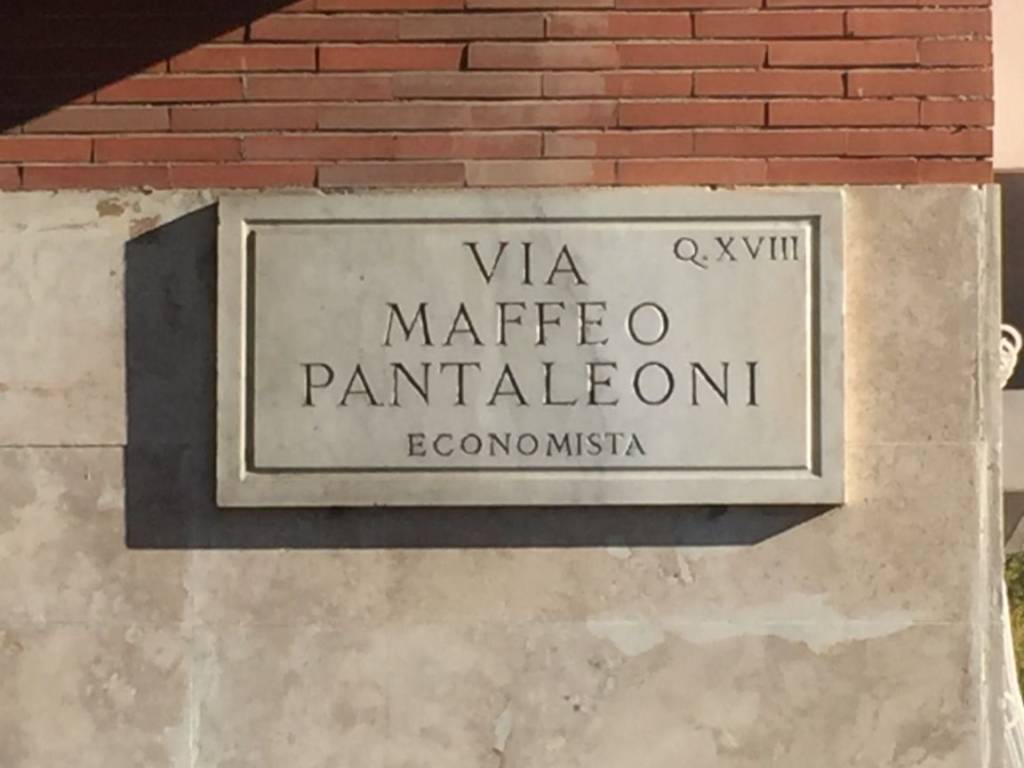 VIA
Q. XVIII
MAFFEO
PANTALEONI
ECONOMISTA